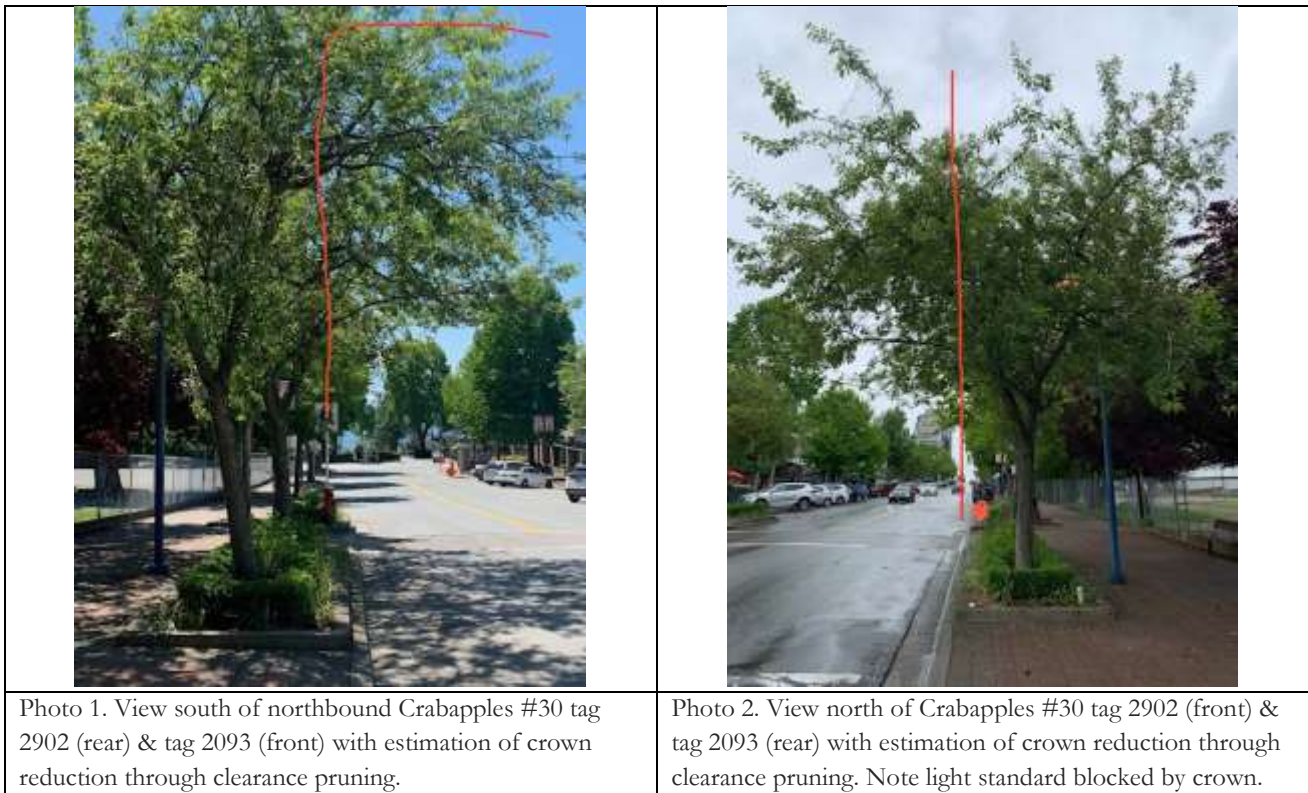 Photo 1. View south of northbound Crabapples #30 tag
2902 (rear) & tag 2093 (front) with estimation of crown
reduction through clearance pruning.
Photo 2. View north of Crabapples #30 tag 2902 (front) &
tag 2093 (rear) with estimation of crown reduction through
clearance pruning. Note light standard blocked by crown.